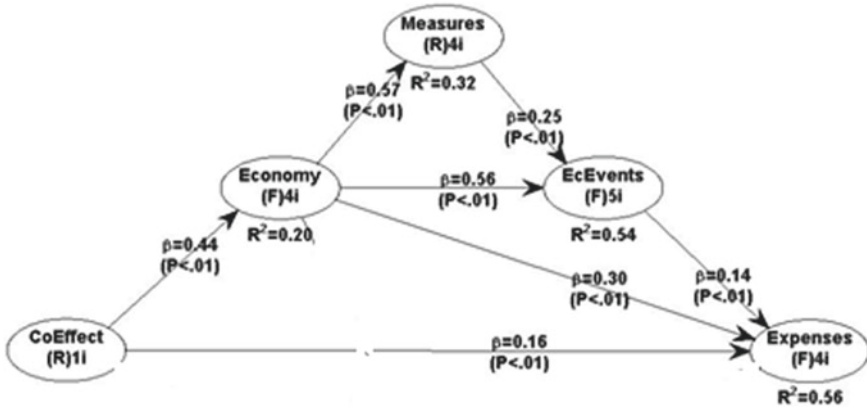 Measures
(R)4i
R²=0.32
β=0.57
(P<.01)
β=0.25
(P<.01)
Economy
(F)4i
R²=0.20
β=0.56
(P<.01)
EcEvents
(F)5i
R²=0.54
β=0.44
(P<.01)
β=0.30
(P<.01)
β=0.14
(P<.01)
CoEffect
(R)1i
β=0.16
(P<.01)
Expenses
(F)4i
R²=0.56